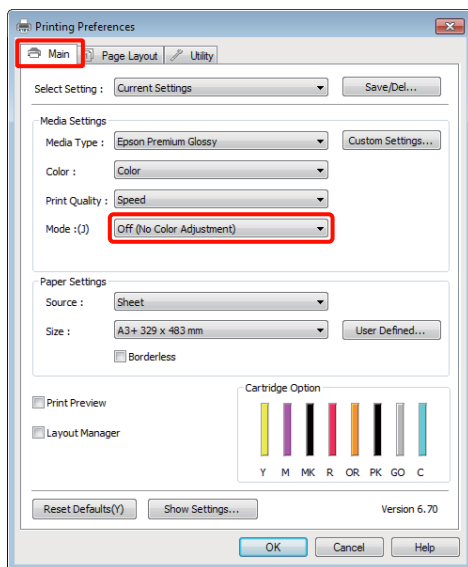 Printing Preferences
Main Page Layout Utility
Select Setting : Current Settings Save/Del...
Media Settings
Media Type : Epson Premium Glossy Custom Settings...
Color : Color
Print Quality : Speed
Mode :(J) Off (No Color Adjustment)
Paper Settings
Source : Sheet
Size : A3+ 329 x 483 mm User Defined...
Borderless
Cartridge Option
Print Preview
Layout Manager
Y M MK R OR PK GO C
Reset Defaults(Y) Show Settings... Version 6.70
OK Cancel Help